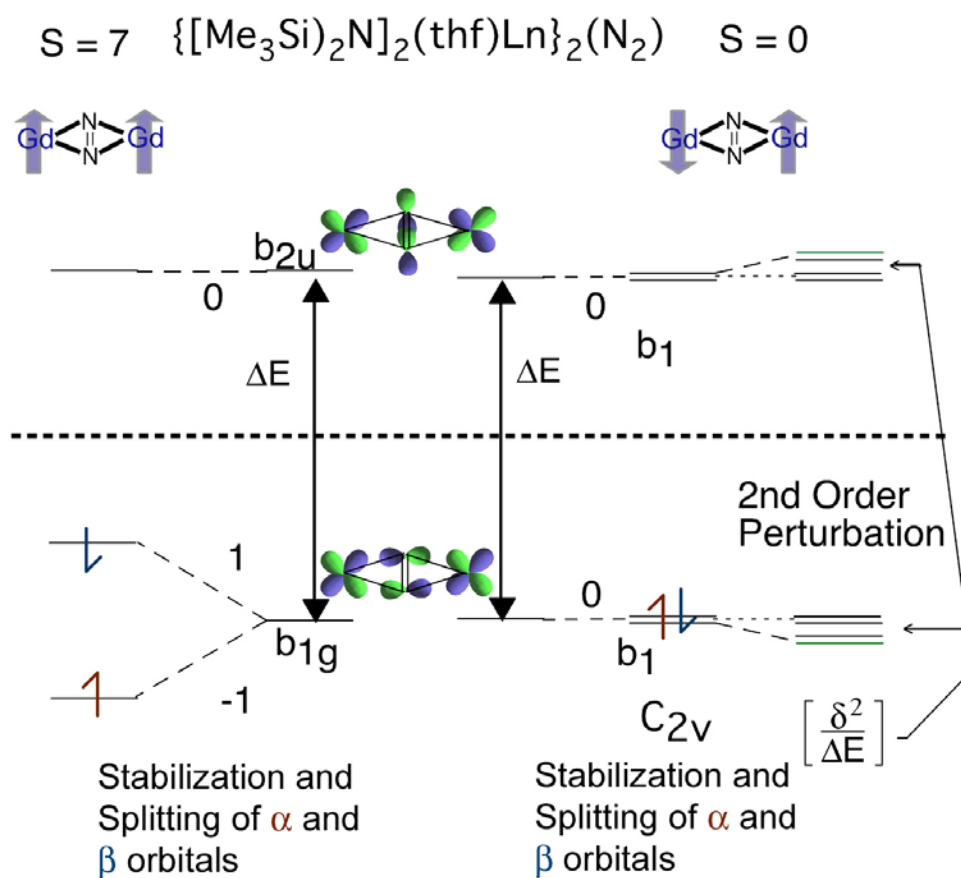 S = 7 {[Me₃Si)₂N]₂(thf)Ln}₂(N₂) S = 0
Gd N N Gd
Gd N N Gd
b₂ᵤ
0
0
b₁
ΔE
ΔE
2nd Order
Perturbation
1
0
b₁g
b₁
-1
C₂ᵥ
[δ²/ΔE]
Stabilization and
Splitting of α and
β orbitals
Stabilization and
Splitting of α and
β orbitals